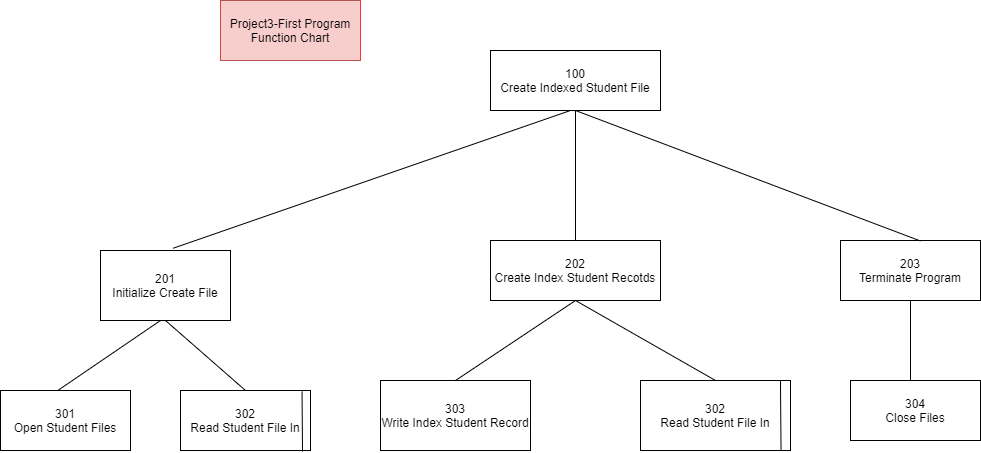 Project3-First Program
Function Chart
100
Create Indexed Student File
201
Initialize Create File
202
Create Index Student Recotds
203
Terminate Program
301
Open Student Files
302
Read Student File In
303
Write Index Student Record
302
Read Student File In
304
Close Files